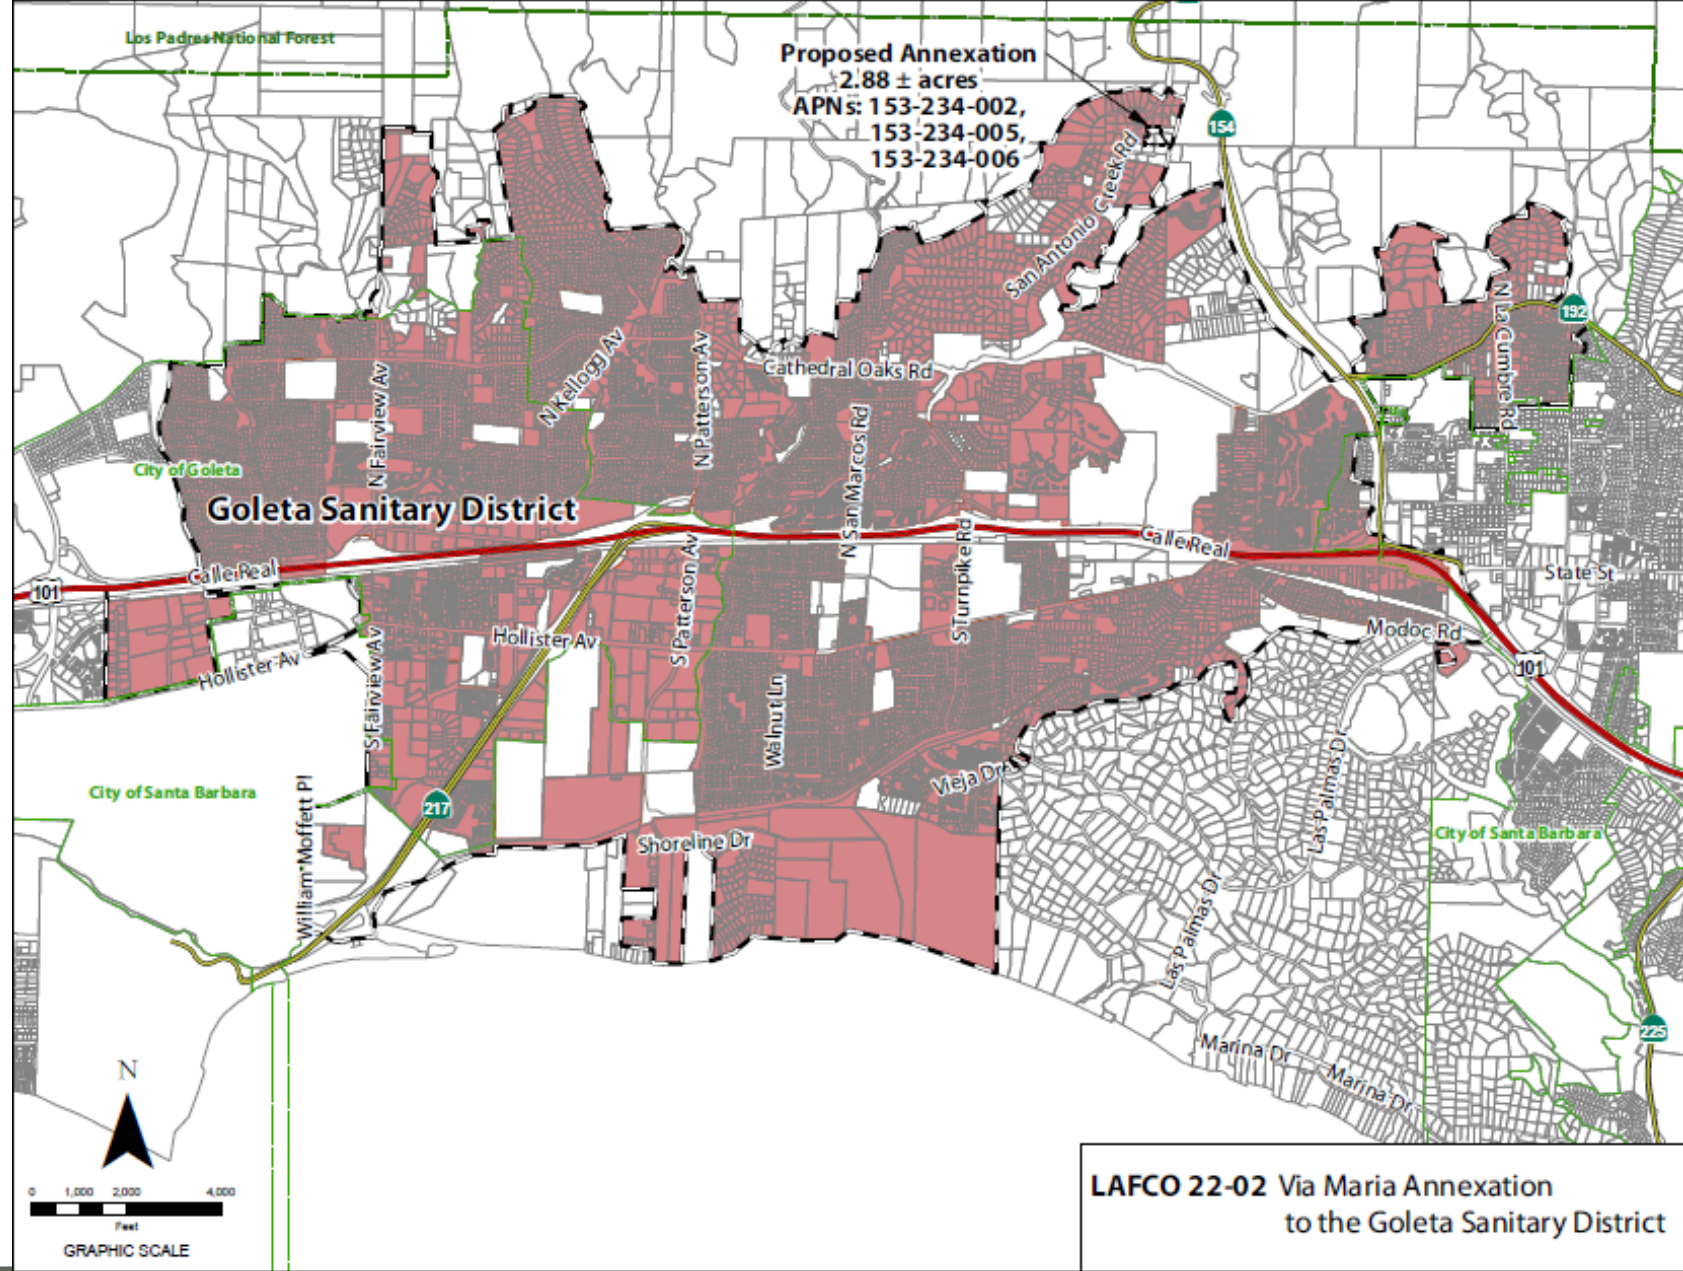 Los Padres National Forest
Proposed Annexation
2.88 ± acres
APNs: 153-234-002,
153-234-005,
153-234-006
154
San Antonio Creek Rd
192
N La Cumbre Rd
Cathedral Oaks Rd
N Fairview Av
N Kellogg Av
N Patterson Av
N San Marcos Rd
City of Goleta
Goleta Sanitary District
Calle Real
Calle Real
101
State St
Hollister Av
Hollister Av
S Fairview Av
S Patterson Av
S Turnpike Rd
Modoc Rd
101
Walnut Ln
Vieja Dr
Las Palmas Dr
City of Santa Barbara
William Moffett Pl
217
Shoreline Dr
City of Santa Barbara
Las Palmas Dr
225
Marina Dr
Marina Dr
N
0 1,000 2,000 4,000
Feet
GRAPHIC SCALE
LAFCO 22-02 Via Maria Annexation
to the Goleta Sanitary District